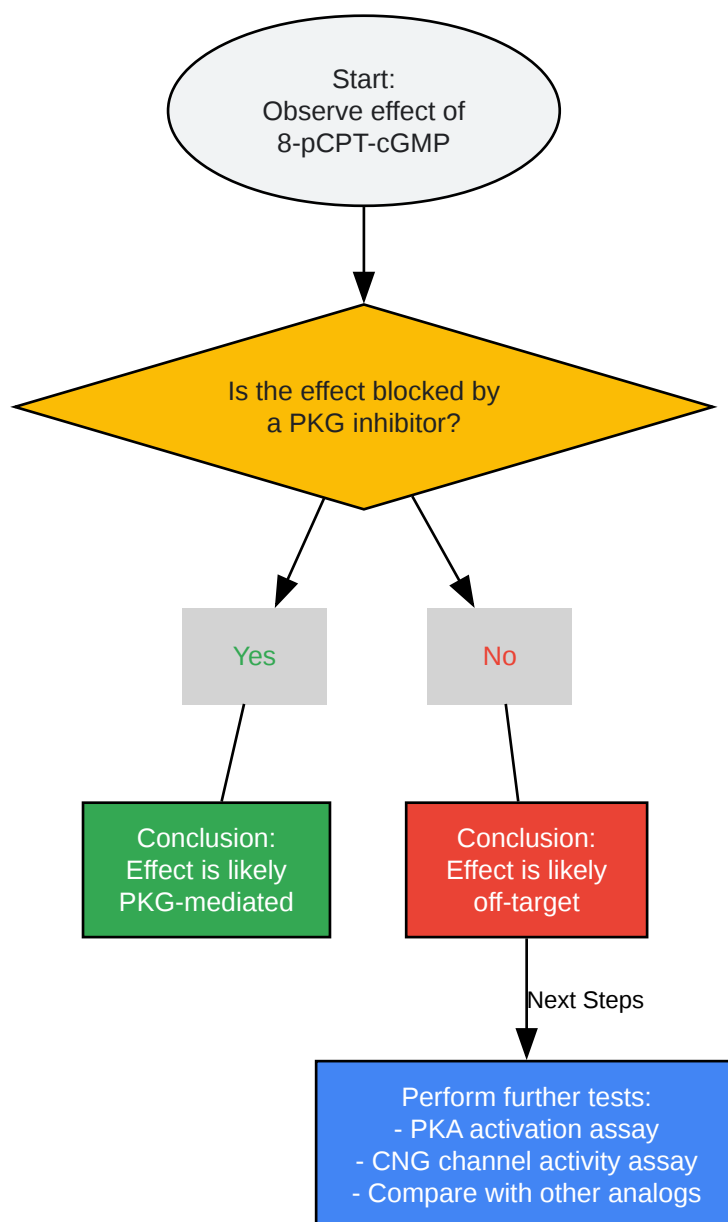 Start:
Observe effect of
8-pCPT-cGMP
Is the effect blocked by
a PKG inhibitor?
Yes
No
Conclusion:
Effect is likely
PKG-mediated
Conclusion:
Effect is likely
off-target
Next Steps
Perform further tests:
- PKA activation assay
- CNG channel activity assay
- Compare with other analogs